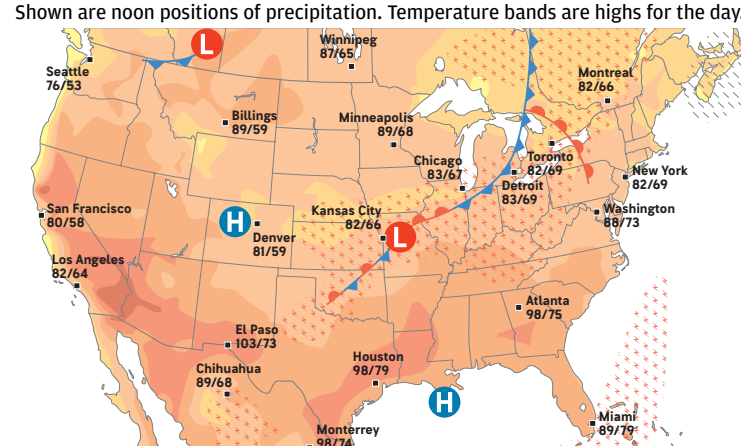 Shown are noon positions of precipitation. Temperature bands are highs for the day.
L
Winnipeg
87/65
Seattle
76/53
Montreal
82/66
Billings
89/59
Minneapolis
89/68
Chicago
83/67
Toronto
82/69
Detroit
83/69
New York
82/69
San Francisco
80/58
H
Denver
81/59
Kansas City
82/66
L
Washington
88/73
Los Angeles
82/64
Atlanta
98/75
El Paso
103/73
Chihuahua
89/68
Houston
98/79
H
Miami
89/79
Monterrey
98/74